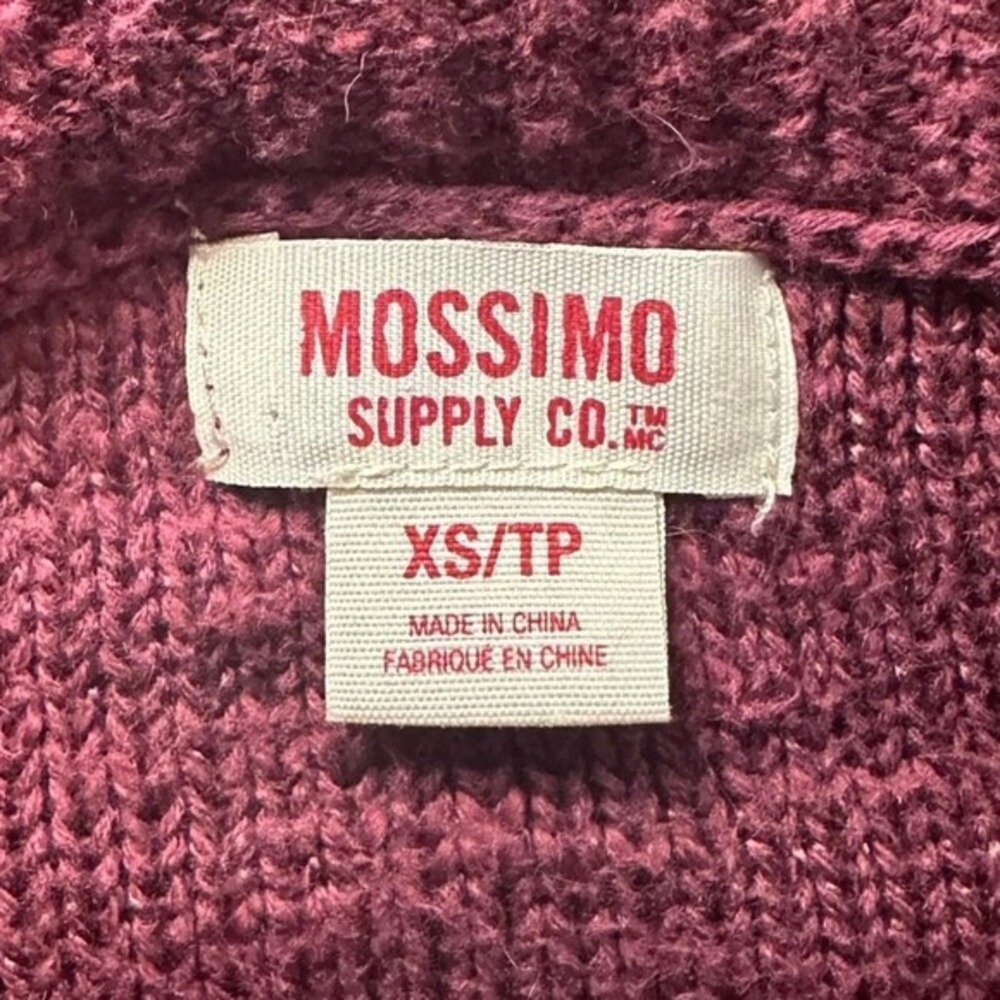 MOSSIMO
SUPPLY CO.™ MC
XS/TP
MADE IN CHINA
FABRIQUÉ EN CHINE